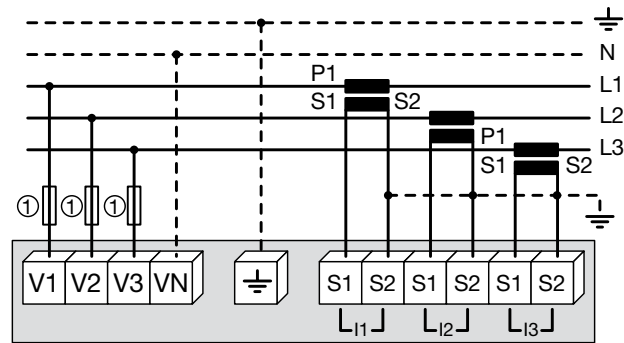 N
P1
L1
S1 S2
L2
P1
L3
S1 S2
① ① ①
V1 V2 V3 VN S1 S2 S1 S2 S1 S2
I1 I2 I3